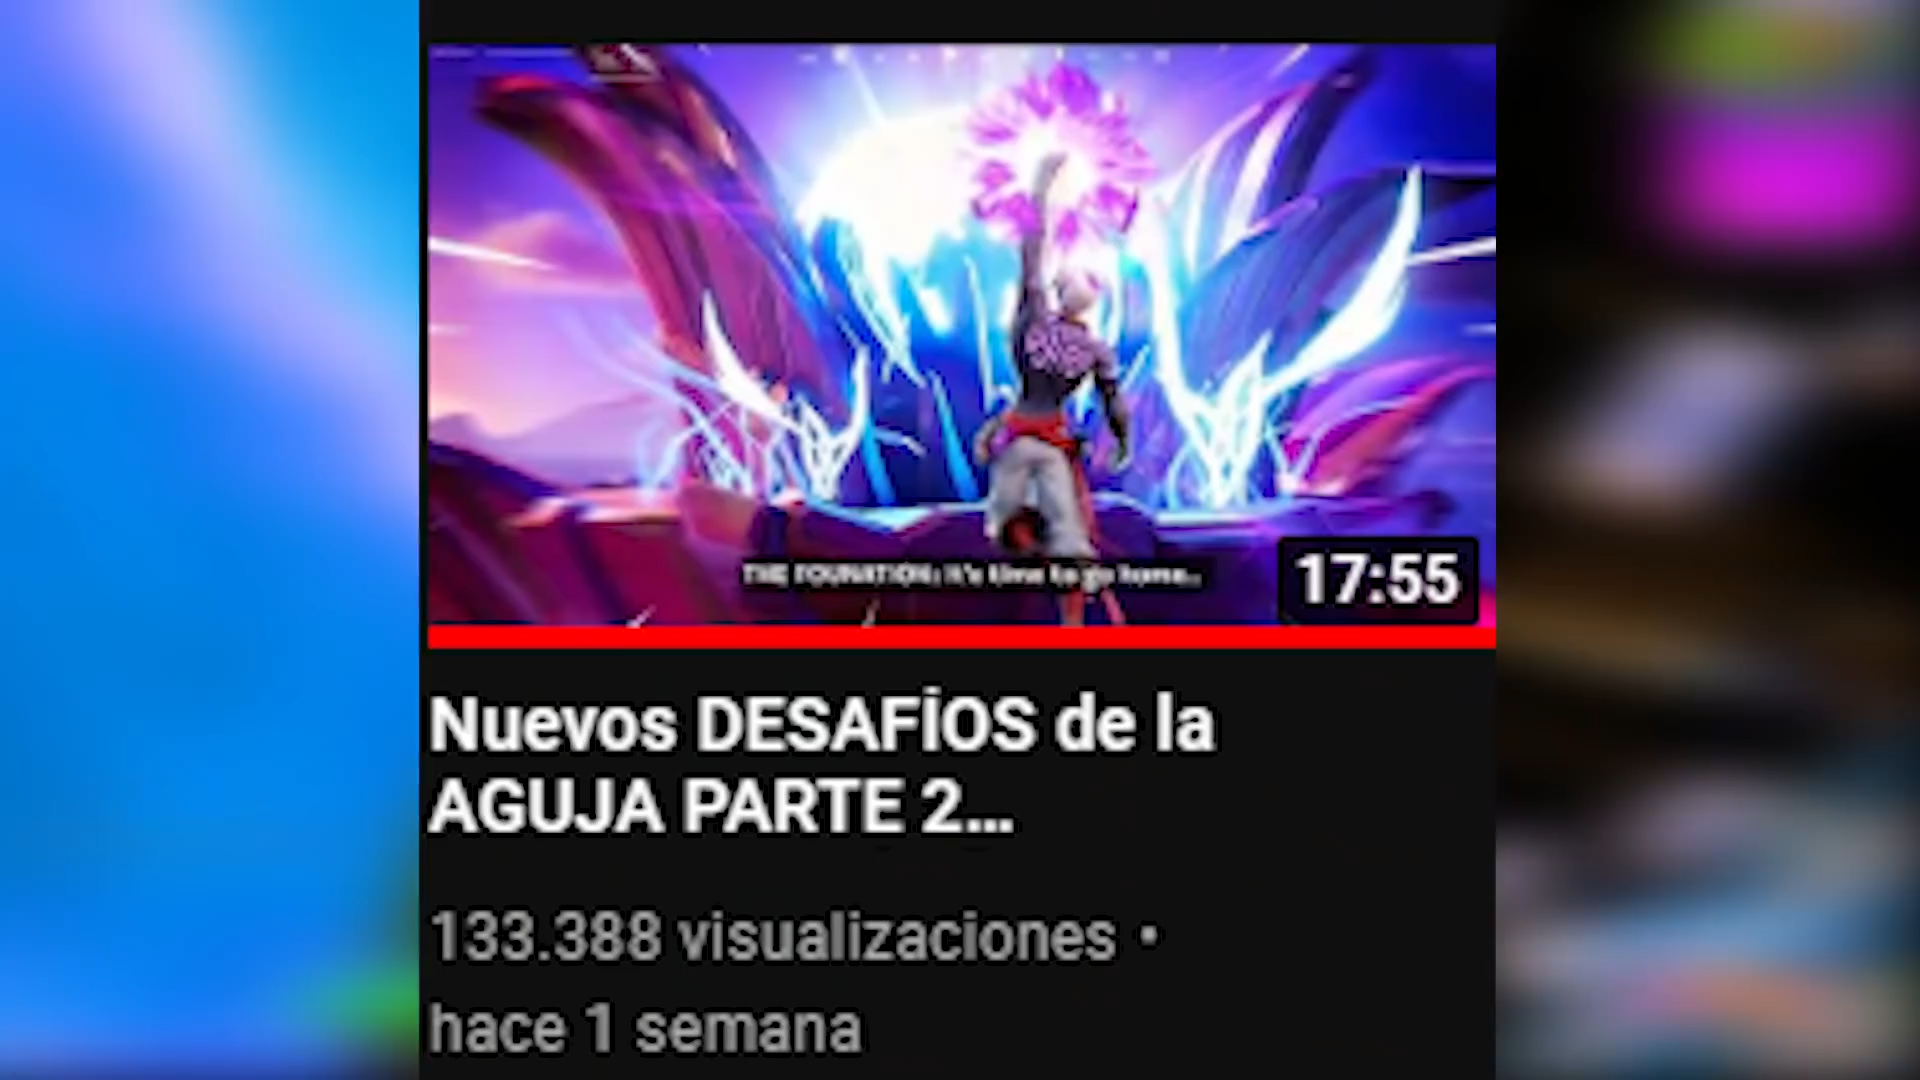 THE FOUNATION: It's time to go home...
17:55
Nuevos DESAFÍOS de la
AGUJA PARTE 2...
133.388 visualizaciones •
hace 1 semana